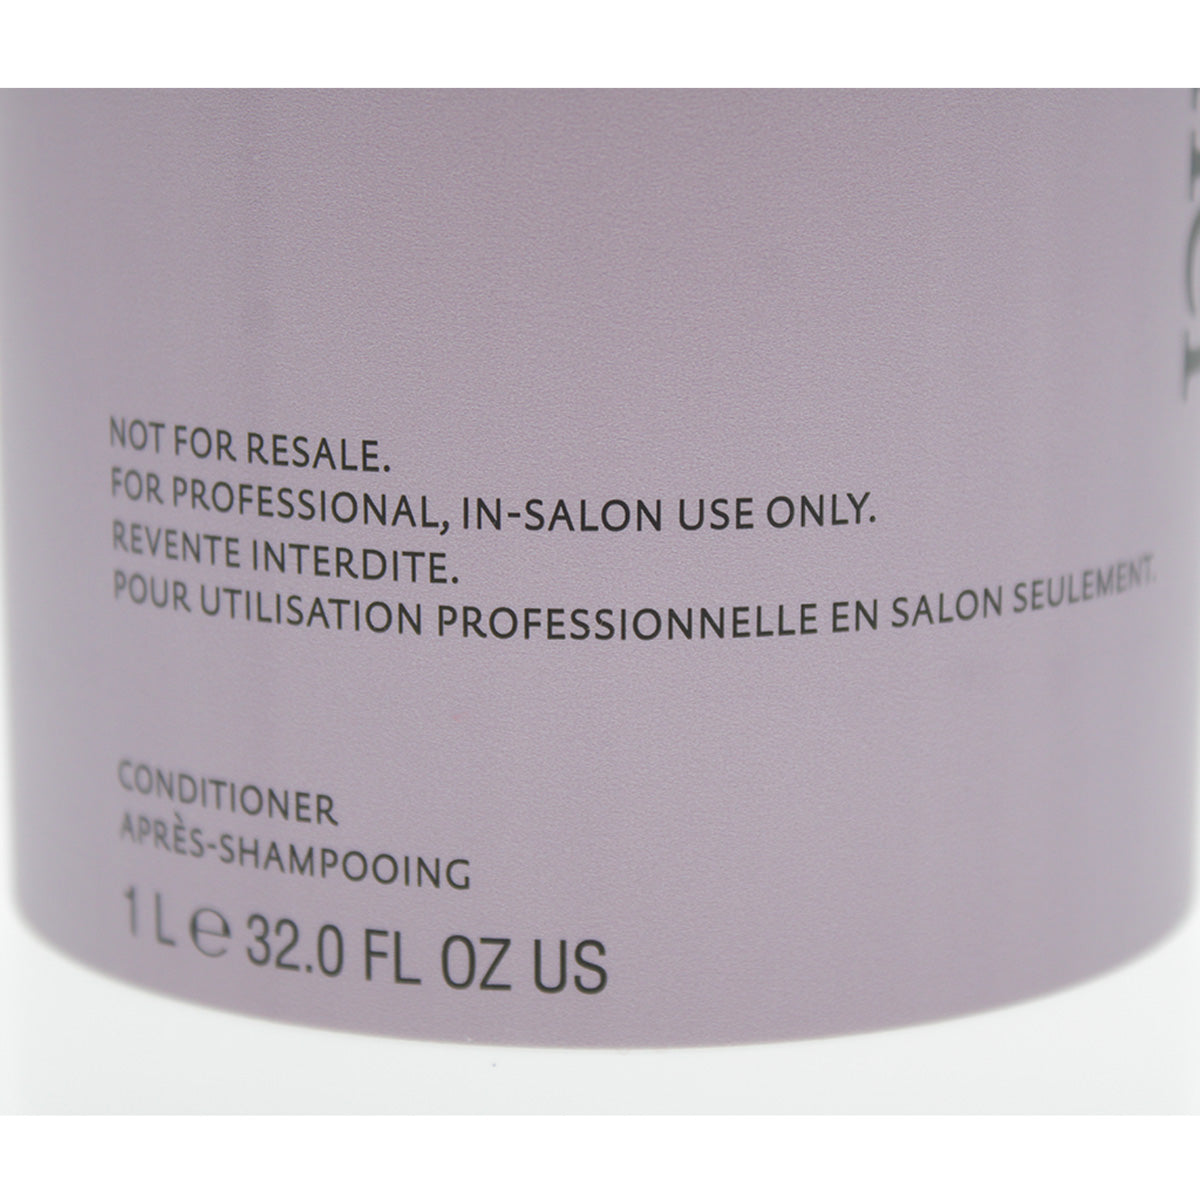 NOT FOR RESALE.
FOR PROFESSIONAL, IN-SALON USE ONLY.
REVENTE INTERDITE.
POUR UTILISATION PROFESSIONNELLE EN SALON SEULEMENT.
CONDITIONER
APRÈS-SHAMPOOING
1 L ℮ 32.0 FL OZ US